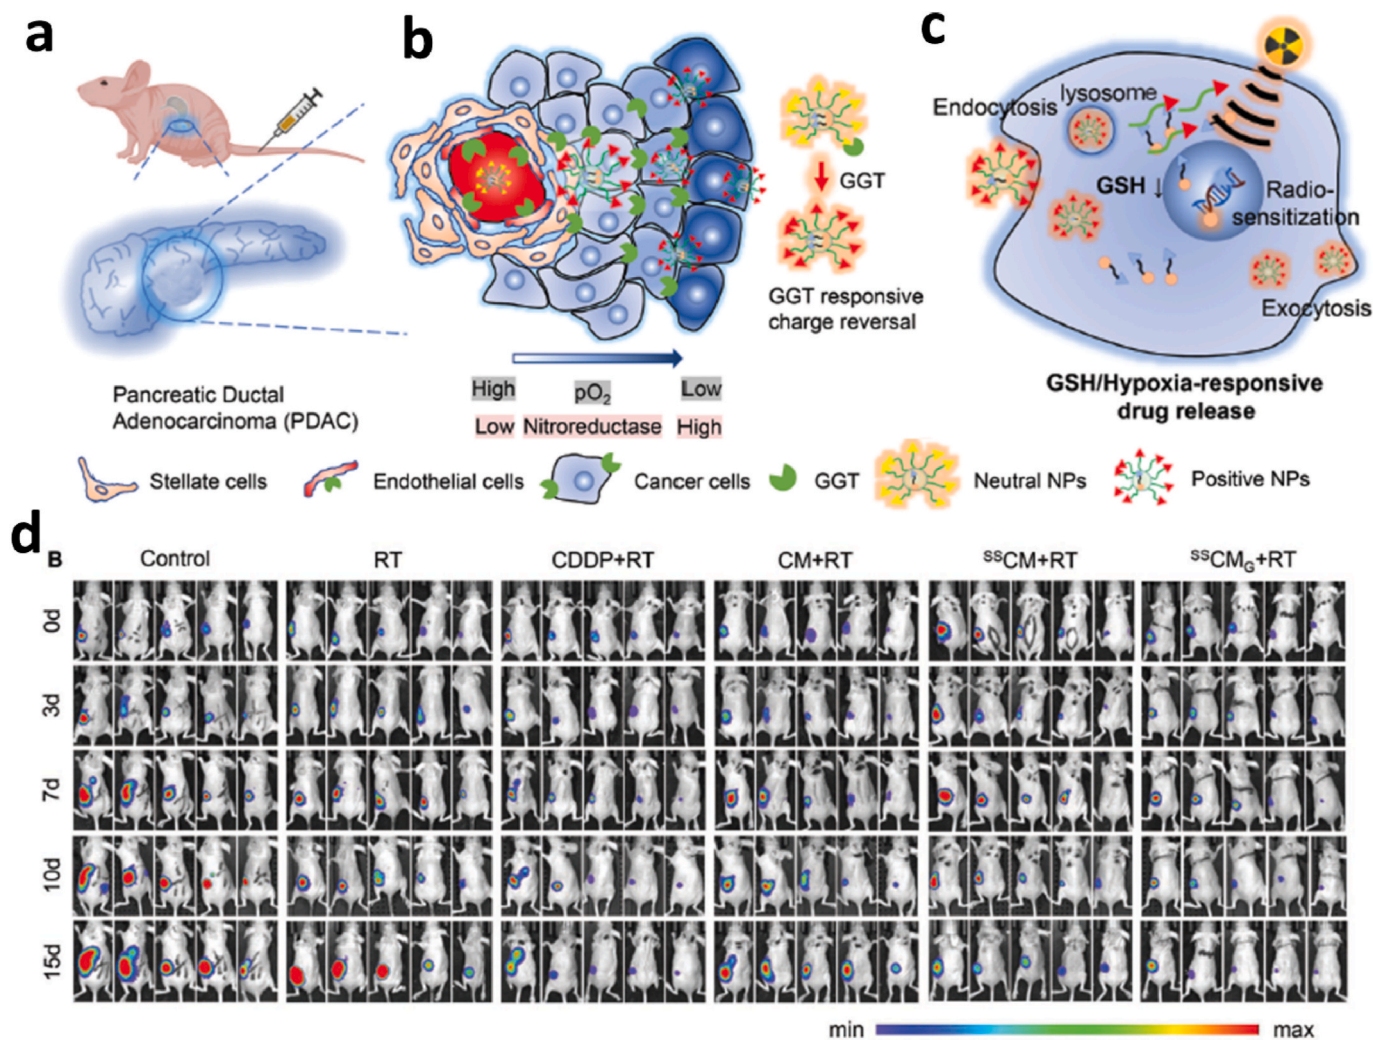 a
b
c
Endocytosis
lysosome
GSH ↓
Radio-
sensitization
Exocytosis
GGT
GGT responsive
charge reversal
High pO2 Low
Low Nitroreductase High
GSH/Hypoxia-responsive
drug release
Pancreatic Ductal
Adenocarcinoma (PDAC)
Stellate cells
Endothelial cells
Cancer cells
GGT
Neutral NPs
Positive NPs
d
B
Control
RT
CDDP+RT
CM+RT
SSCM+RT
SSCMG+RT
0d
3d
7d
10d
15d
min
max